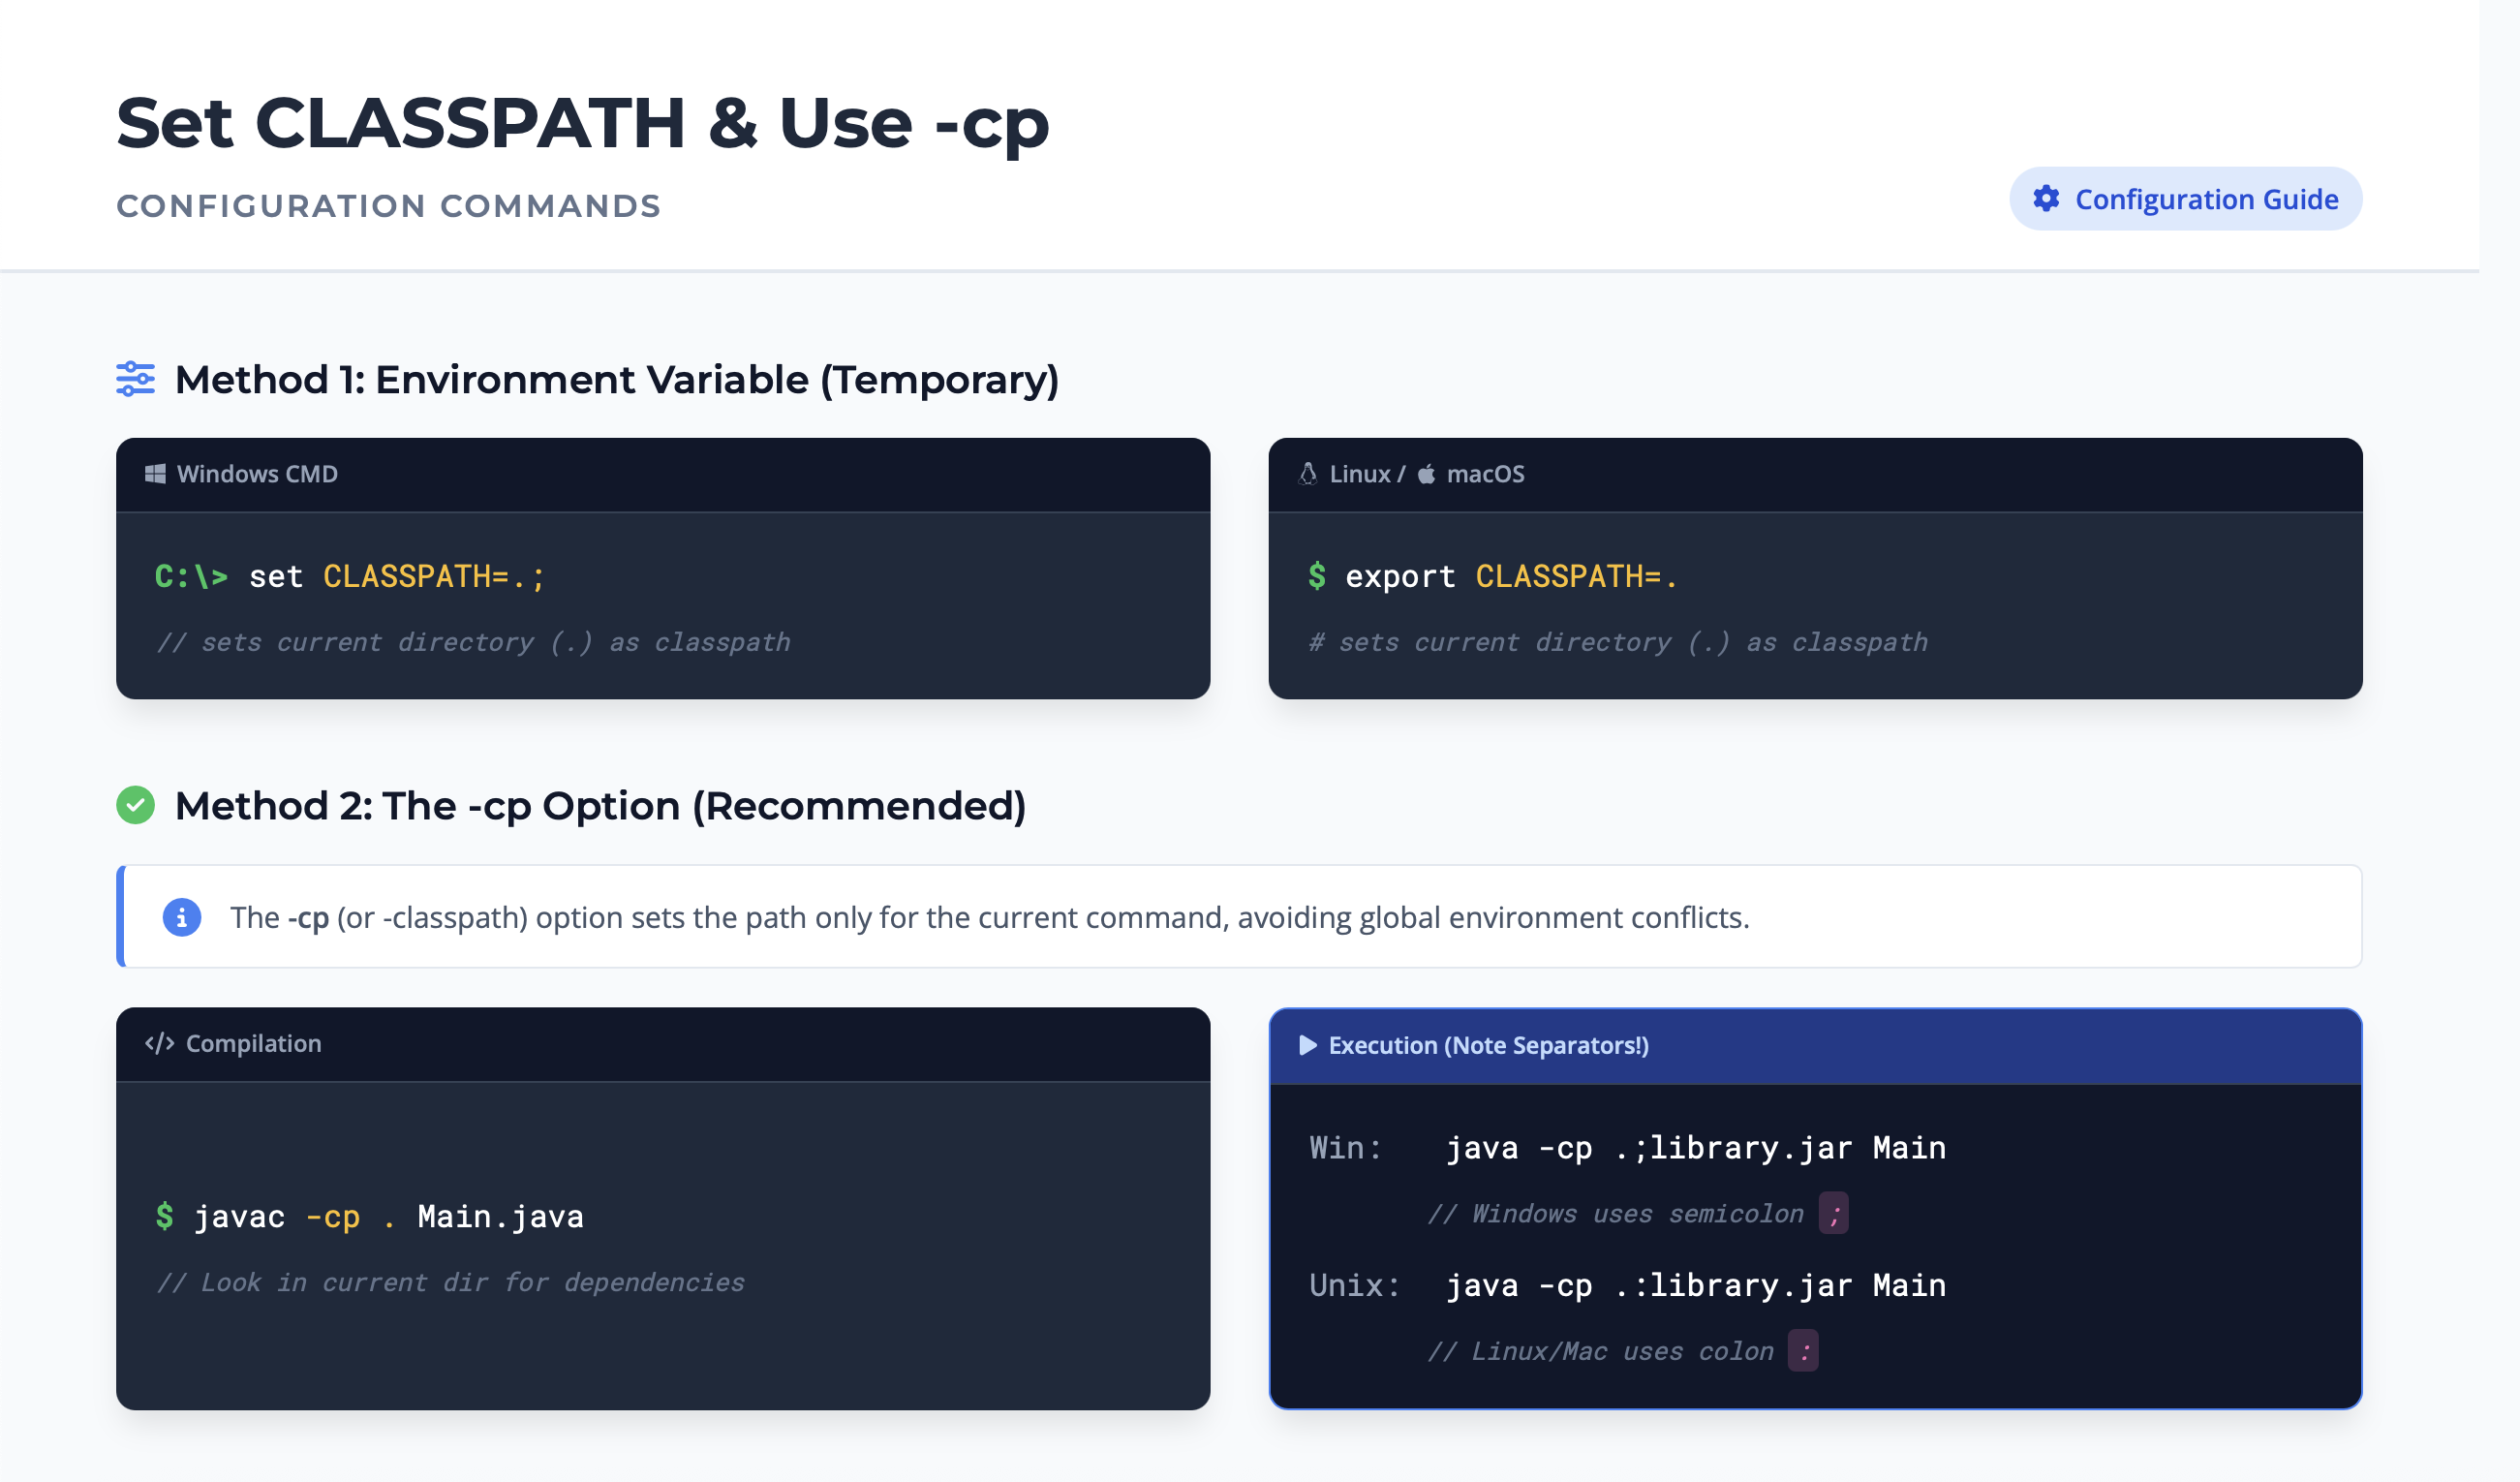 Set CLASSPATH & Use -cp
CONFIGURATION COMMANDS
Configuration Guide
Method 1: Environment Variable (Temporary)
Windows CMD
C:\> set CLASSPATH=.;
// sets current directory (.) as classpath
Linux / macOS
$ export CLASSPATH=.
# sets current directory (.) as classpath
Method 2: The -cp Option (Recommended)
The -cp (or -classpath) option sets the path only for the current command, avoiding global environment conflicts.
</> Compilation
$ javac -cp . Main.java
// Look in current dir for dependencies
Execution (Note Separators!)
Win: java -cp .;library.jar Main
// Windows uses semicolon ;
Unix: java -cp .:library.jar Main
// Linux/Mac uses colon :